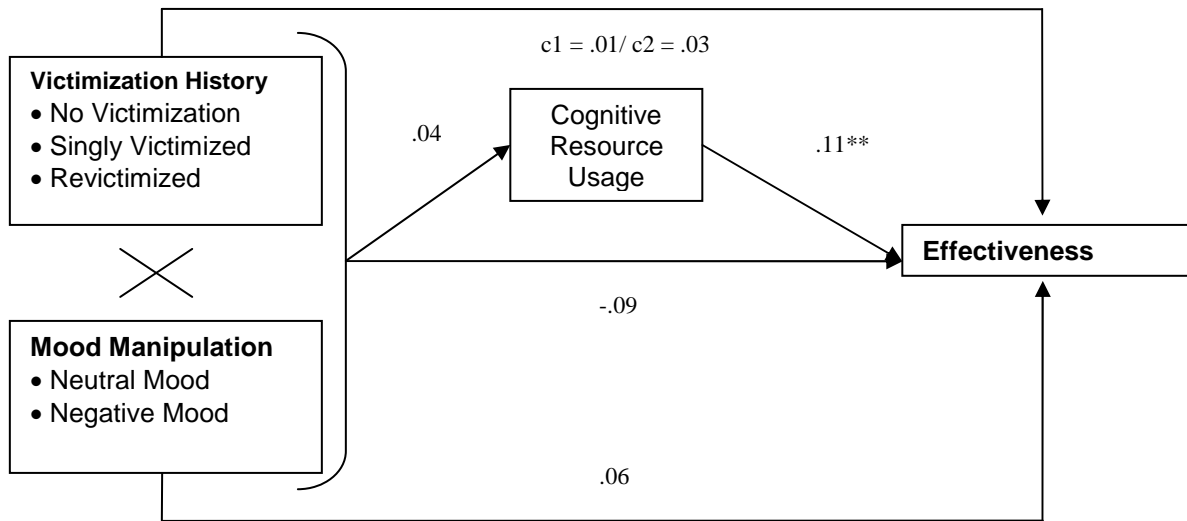 c1 = .01/ c2 = .03
Victimization History
• No Victimization
• Singly Victimized
• Revictimized
.04
Cognitive
Resource
Usage
.11**
Effectiveness
-.09
Mood Manipulation
• Neutral Mood
• Negative Mood
.06